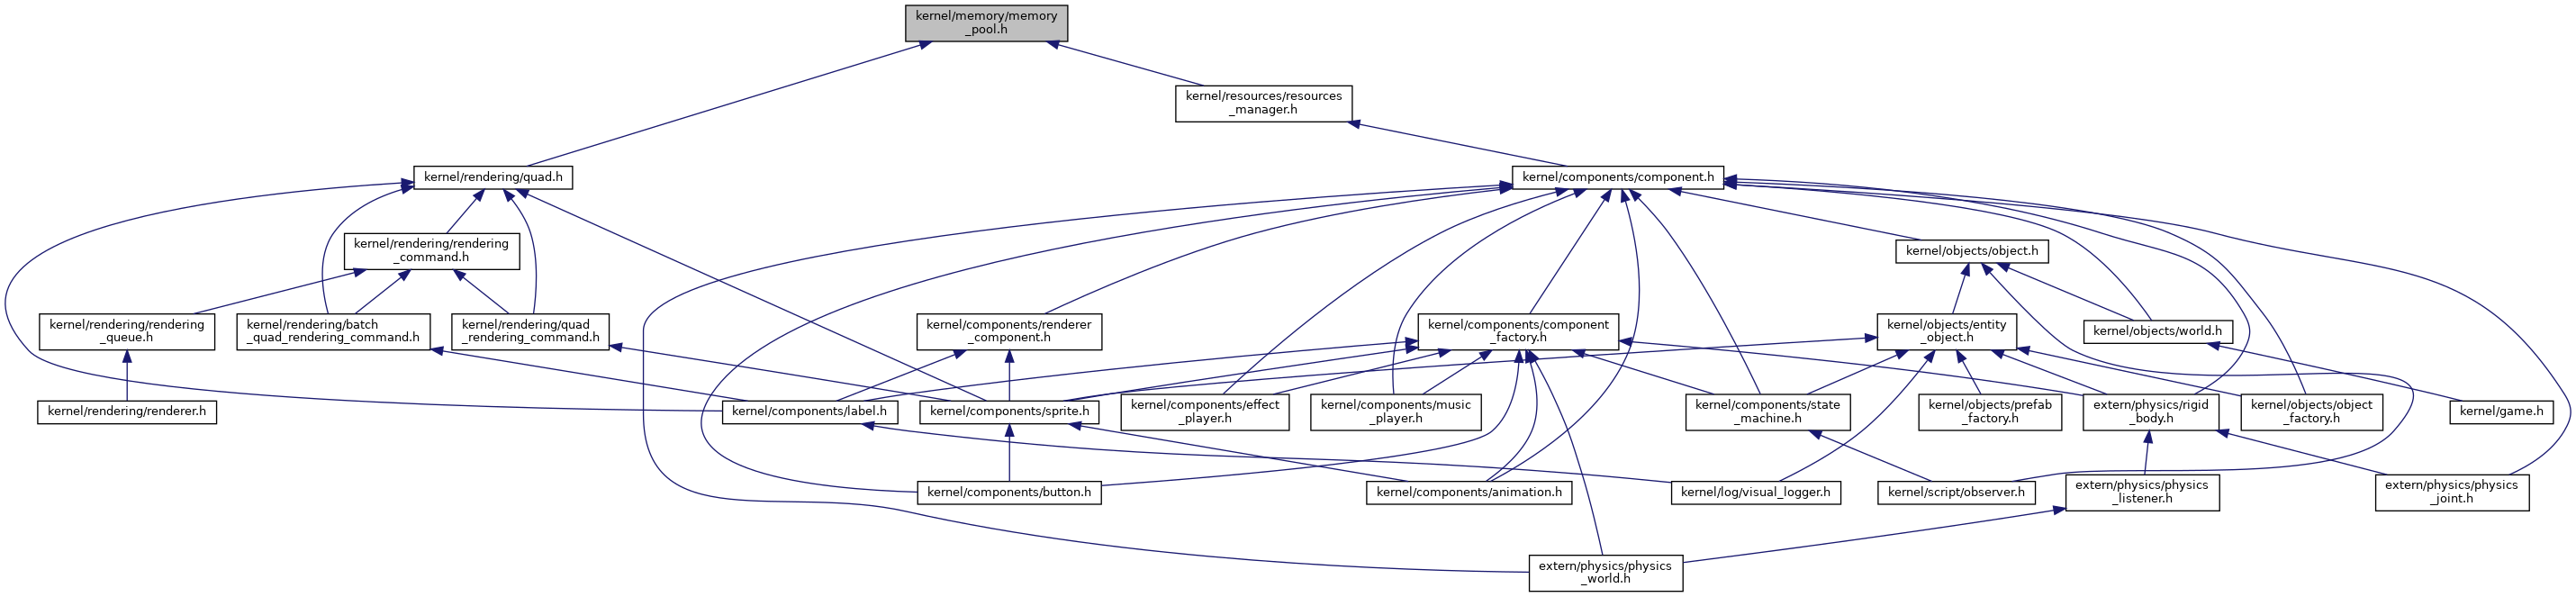 kernel/memory/memory
_pool.h
kernel/resources/resources
_manager.h
kernel/rendering/quad.h
kernel/components/component.h
kernel/rendering/rendering
_command.h
kernel/objects/object.h
kernel/rendering/rendering
_queue.h
kernel/rendering/batch
_quad_rendering_command.h
kernel/rendering/quad
_rendering_command.h
kernel/components/renderer
_component.h
kernel/components/component
_factory.h
kernel/objects/entity
_object.h
kernel/objects/world.h
kernel/rendering/renderer.h
kernel/components/label.h
kernel/components/sprite.h
kernel/components/effect
_player.h
kernel/components/music
_player.h
kernel/components/state
_machine.h
kernel/objects/prefab
_factory.h
extern/physics/rigid
_body.h
kernel/objects/object
_factory.h
kernel/game.h
kernel/components/button.h
kernel/components/animation.h
kernel/log/visual_logger.h
kernel/script/observer.h
extern/physics/physics
_listener.h
extern/physics/physics
_joint.h
extern/physics/physics
_world.h